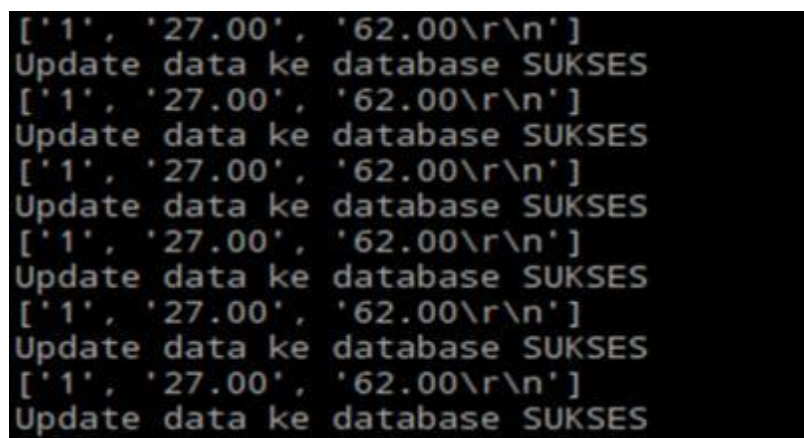 ['1', '27.00', '62.00\r\n']
Update data ke database SUKSES
['1', '27.00', '62.00\r\n']
Update data ke database SUKSES
['1', '27.00', '62.00\r\n']
Update data ke database SUKSES
['1', '27.00', '62.00\r\n']
Update data ke database SUKSES
['1', '27.00', '62.00\r\n']
Update data ke database SUKSES
['1', '27.00', '62.00\r\n']
Update data ke database SUKSES